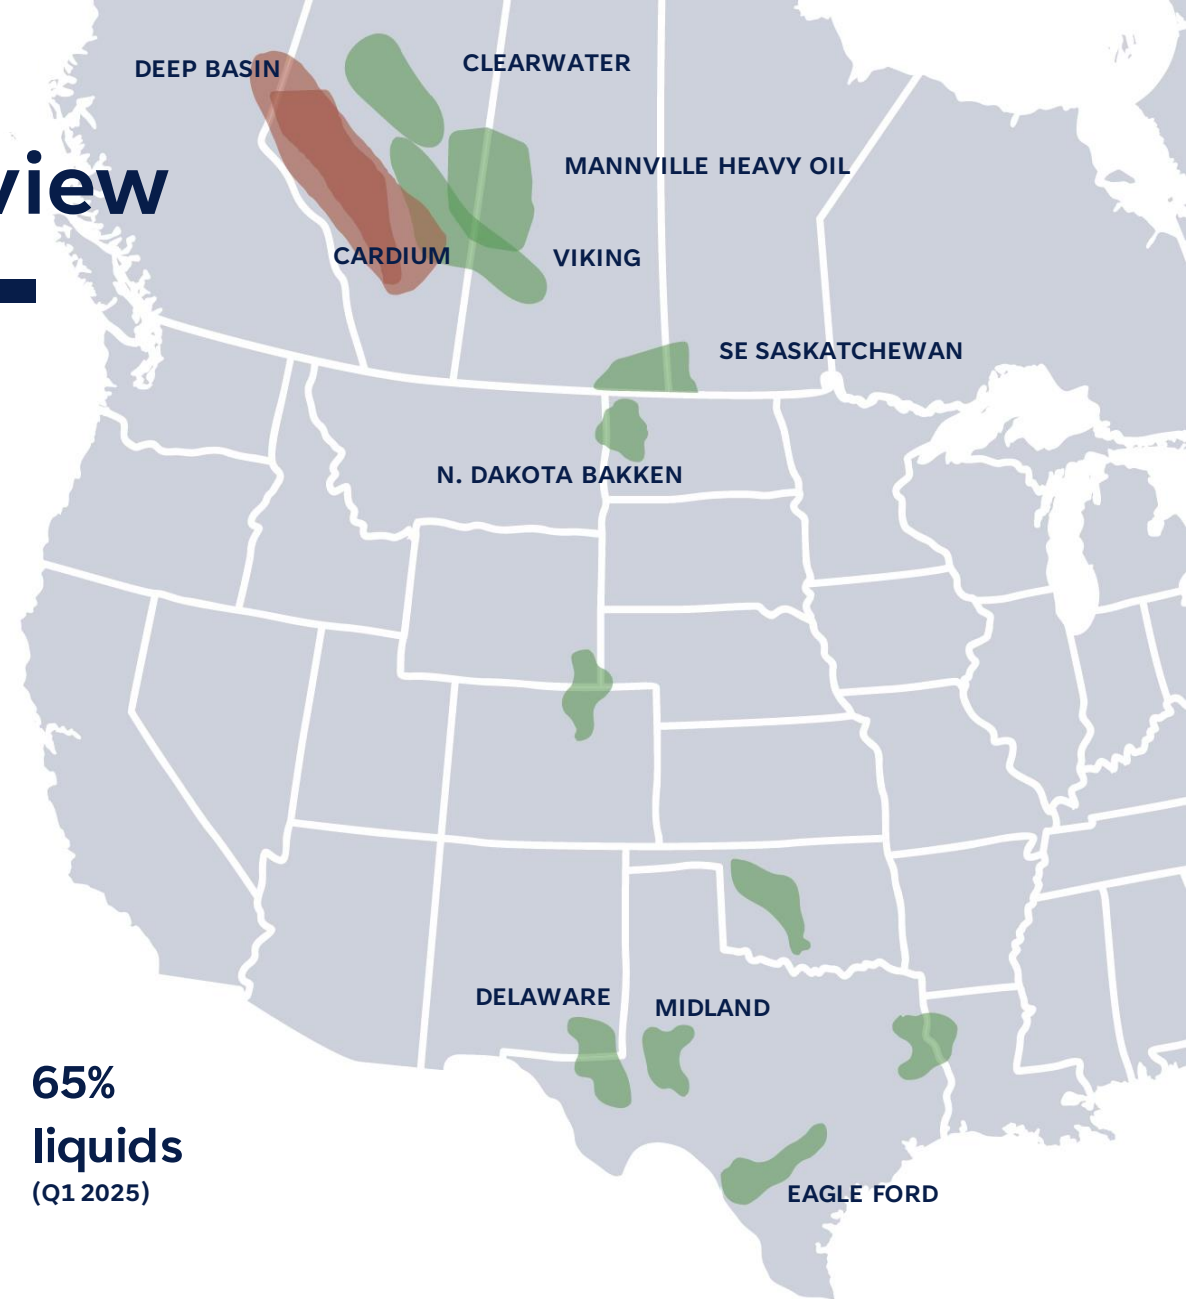 DEEP BASIN
CLEARWATER
view
MANNVILLE HEAVY OIL
CARDIUM
VIKING
SE SASKATCHEWAN
N. DAKOTA BAKKEN
DELAWARE
MIDLAND
65%
liquids
(Q1 2025)
EAGLE FORD